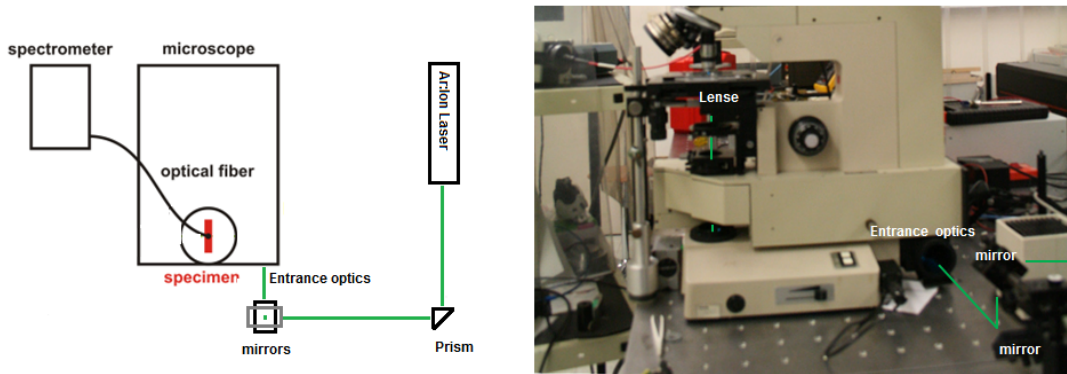 spectrometer
microscope
Ar:Ion Laser
optical fiber
specimen
Entrance optics
mirrors
Prism
Lense
Entrance optics
mirror
mirror